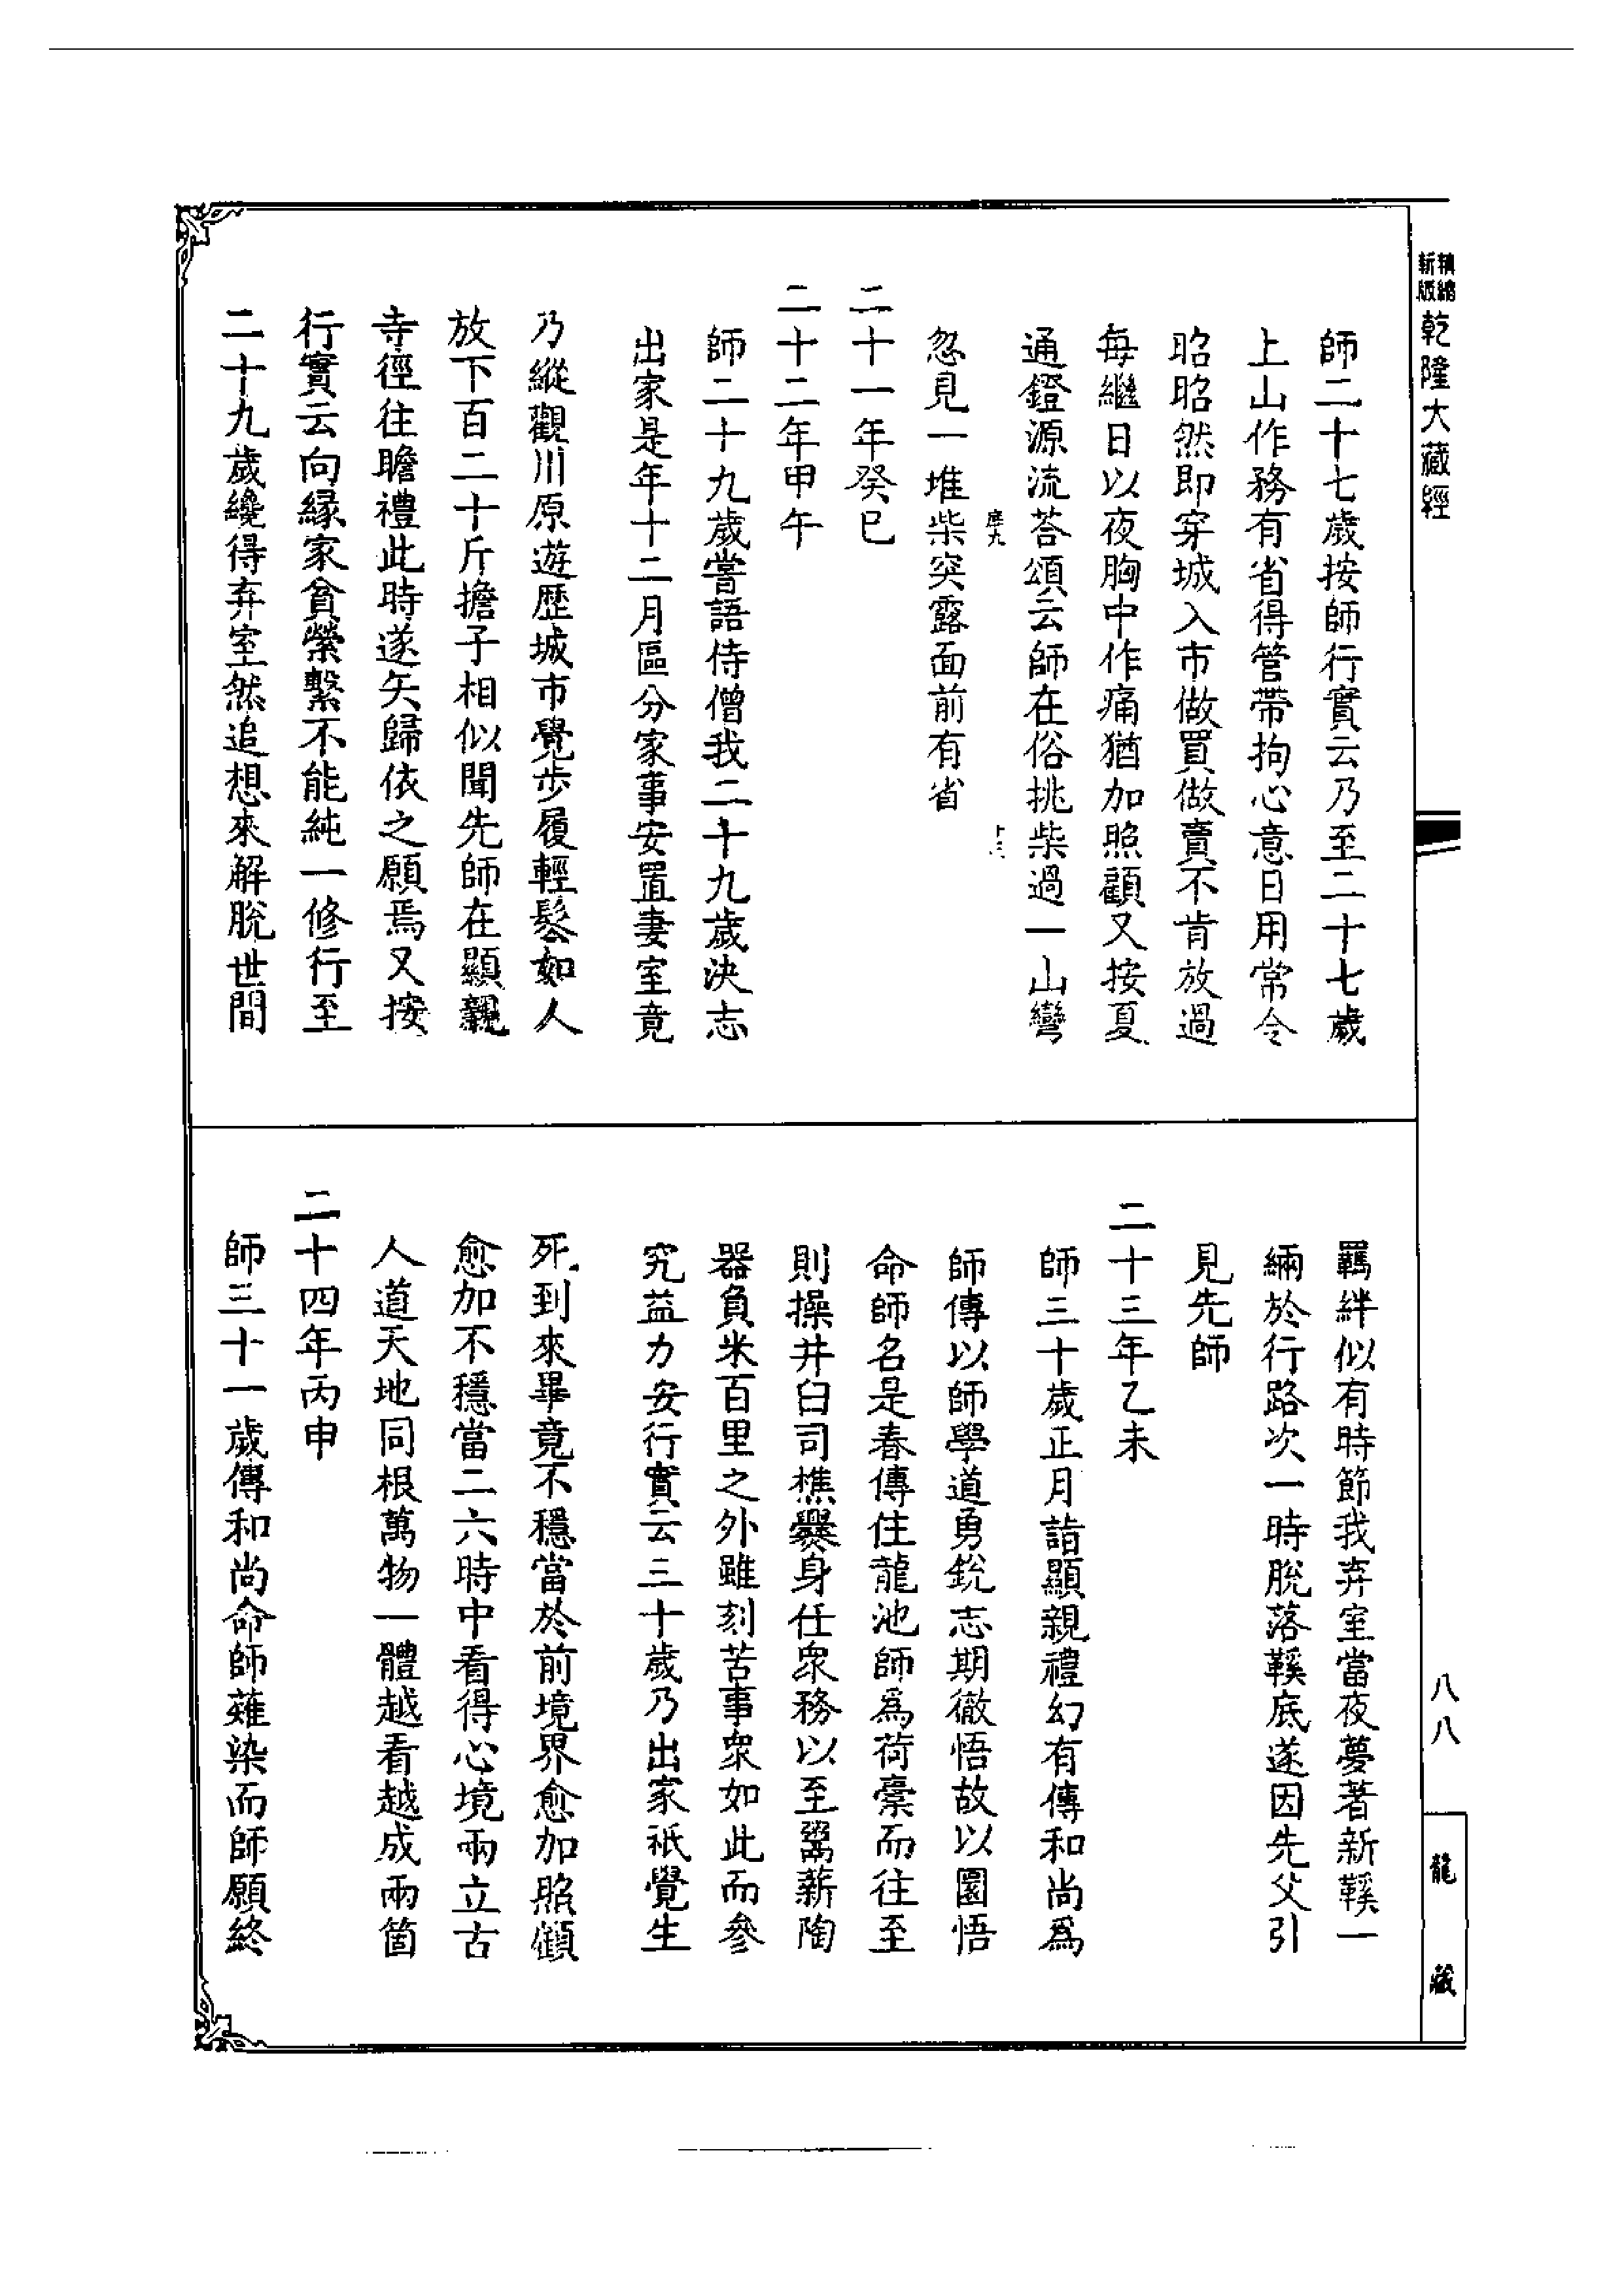 精縮新版乾隆大藏經
師二十七歲按師行實云乃至二十七歲
上山作務有省得管帶拘心意日用常令
昭昭然即穿城入市做買做賣不肯放過
每繼日以夜胸中作痛猶加照顧又按夏
通鐙源流荅頌云師在俗挑柴過一山彎
忽見一堆柴突露面前有省
二十一年癸巳
二十二年甲午
師二十九歲嘗語侍僧我二十九歲決志
出家是年十二月區分家事安置妻室竟
乃縱觀川原遊歷城市覺步履輕鬆如人
放下百二十斤擔子相似聞先師在顯親
寺徑往瞻禮此時遂矢歸依之願焉又按
行實云向緣家貧縈繫不能純一修行至
二十九歲纔得弃室然追想來解脫世間
羈絆似有時節我弃室當夜夢著新鞵一
緉於行路次一時脫落鞵底遂因先父引
見先師
二十三年乙未
師三十歲正月詣顯親禮幻有傳和尚爲
師傳以師學道勇銳志期徹悟故以圜悟
命師名是春傳住龍池師爲荷橐而往至
則操井臼司樵爨身任衆務以至鬻薪陶
器負米百里之外雖刻苦事衆如此而參
究益力安行實云三十歲乃出家祇覺生
死到來畢竟不穩當於前境界愈加照顧
愈加不穩當二六時中看得心境兩立古
人道天地同根萬物一體越看越成兩箇
二十四年丙申
師三十一歲傳和尚命師薙染而師願終
八八
龍藏